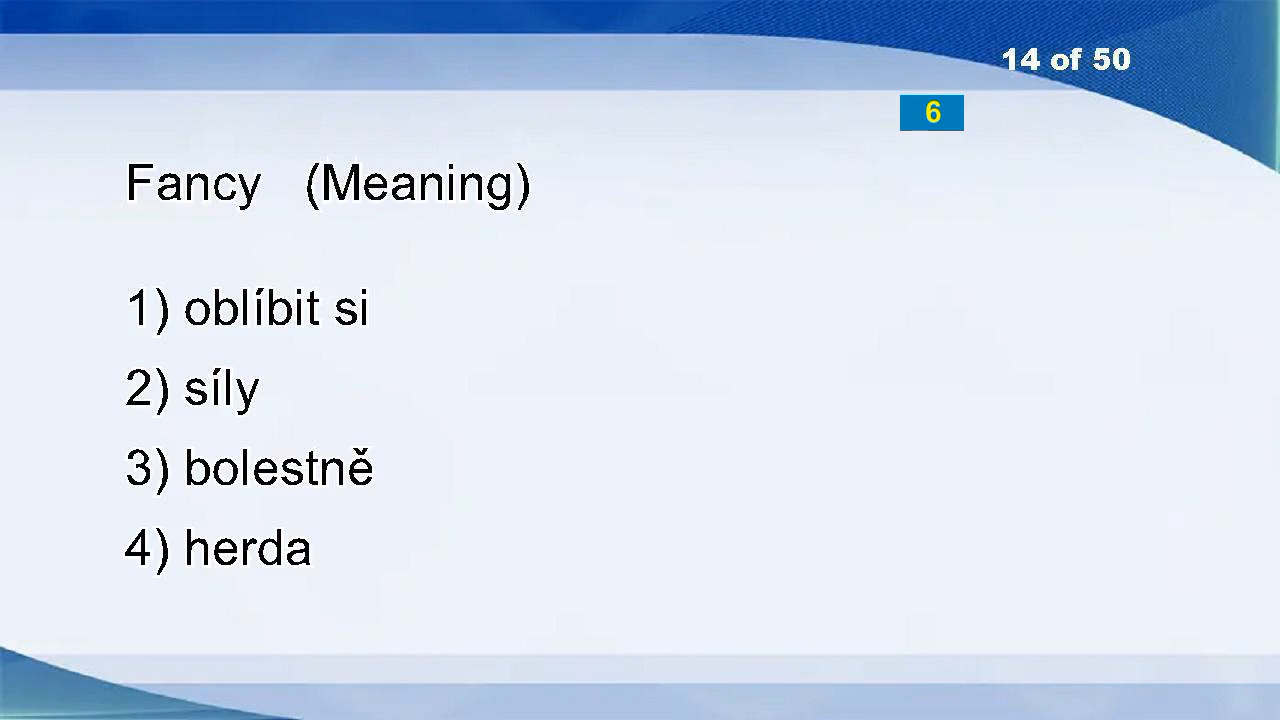 14 of 50
6
Fancy (Meaning)
1) oblíbit si
2) síly
3) bolestně
4) herda